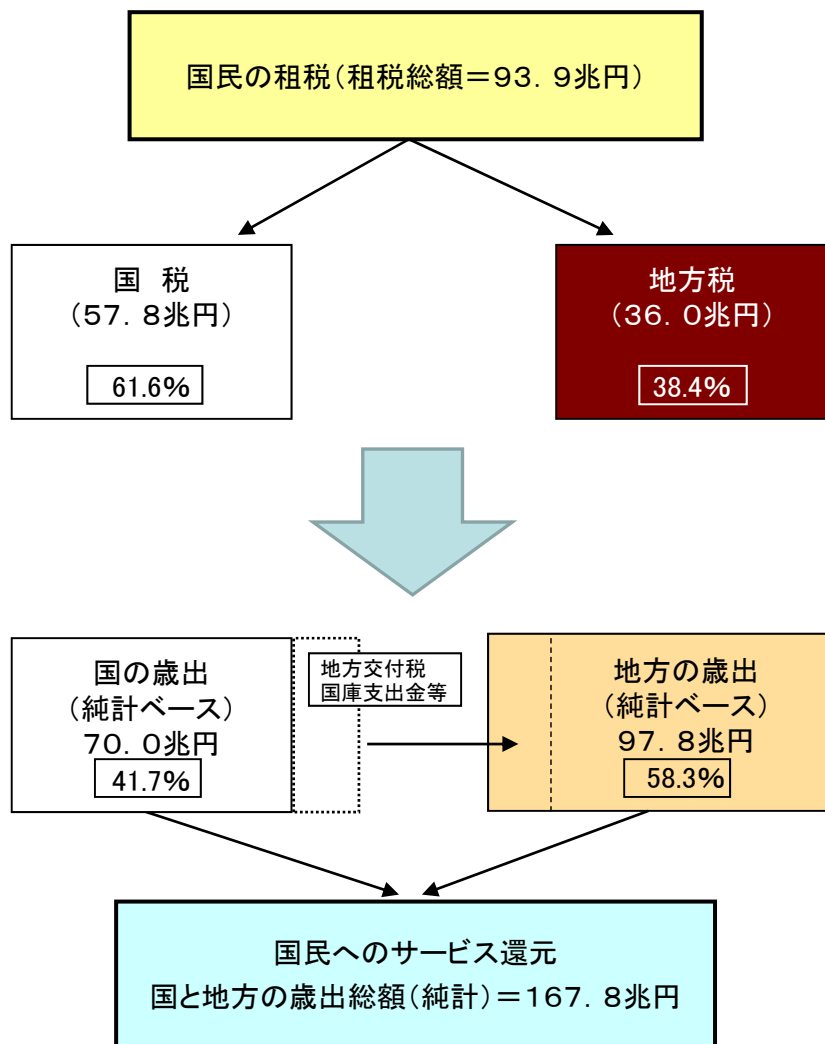 国民の租税(租税総額=93.9兆円)
国 税
(57.8兆円)
61.6%
地方税
(36.0兆円)
38.4%
国の歳出
(純計ベース)
70.0兆円
41.7%
地方交付税
国庫支出金等
地方の歳出
(純計ベース)
97.8兆円
58.3%
国民へのサービス還元
国と地方の歳出総額(純計)=167.8兆円